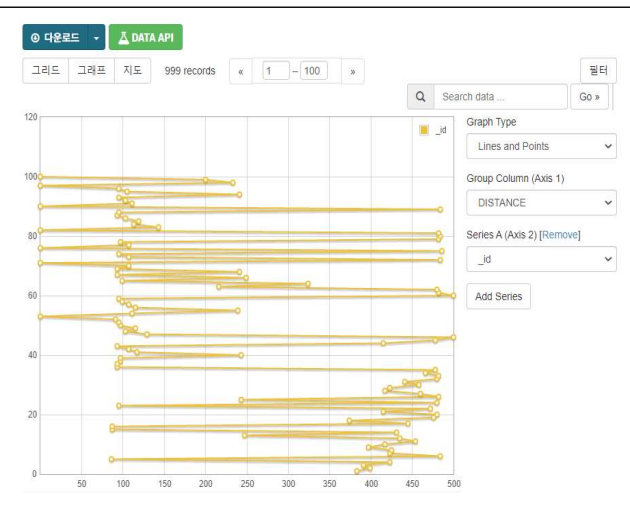 다운로드 DATA API
그리드 그래프 지도 999 records « 1 – 100 » 필터
Search data ... Go »
Graph Type
Lines and Points
Group Column (Axis 1)
DISTANCE
Series A (Axis 2) [Remove]
_id
Add Series
_id
120
100
80
60
40
20
0
50 100 150 200 250 300 350 400 450 500